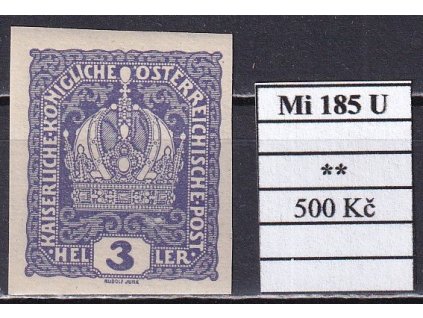 KAISERLICHE·KÖNIGLICHE ÖSTERREICHISCHE·POST·
HEL 3 LER·
RUDOLF JUNK
Mi 185 U
**
500 Kč